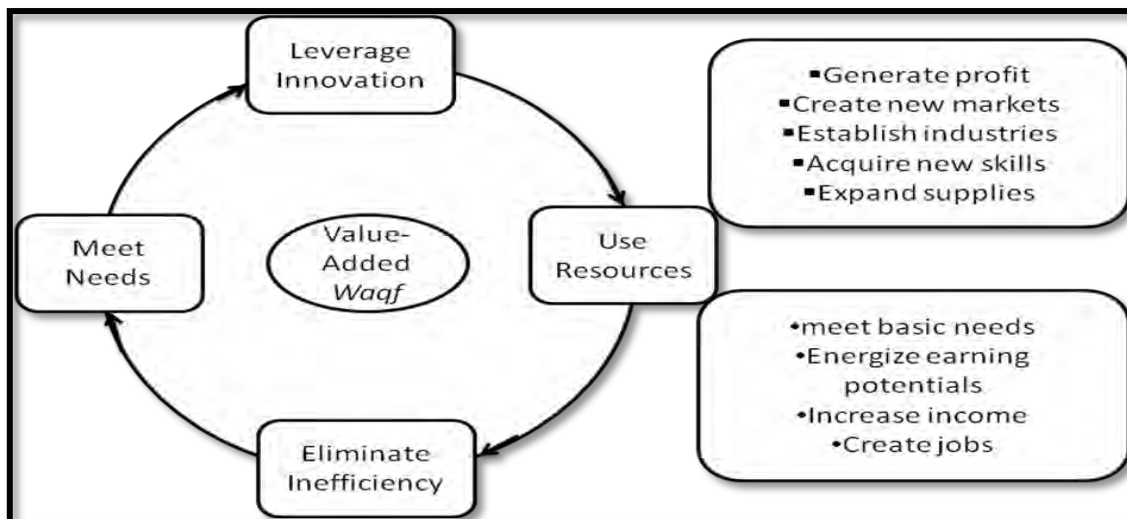 Leverage
Innovation
Use
Resources
Eliminate
Inefficiency
Meet
Needs
Value-
Added
Waqf
▪Generate profit
▪Create new markets
▪Establish industries
▪Acquire new skills
▪Expand supplies
•meet basic needs
•Energize earning
potentials
•Increase income
•Create jobs